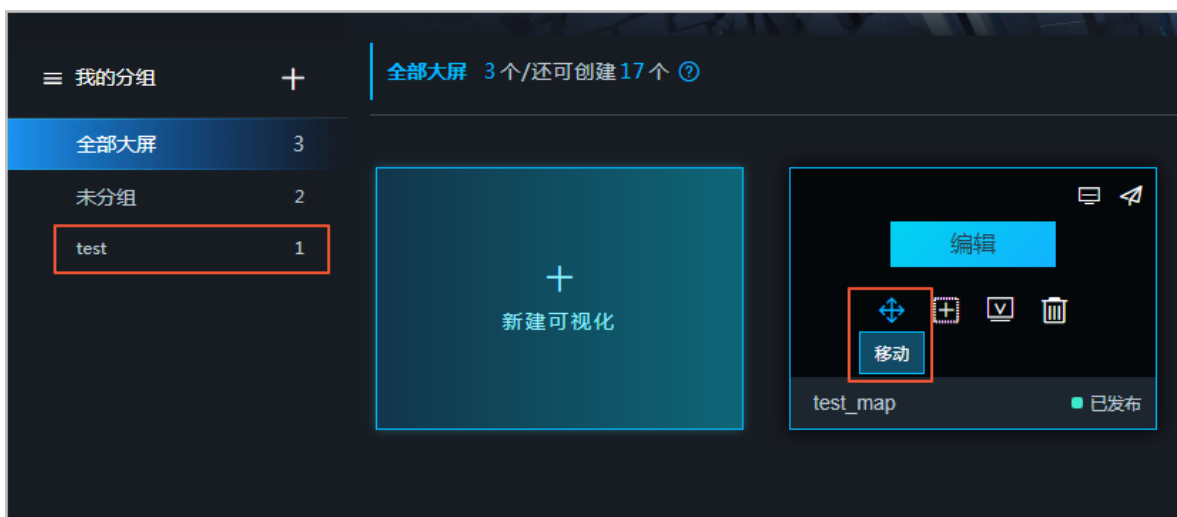 我的分组
全部大屏 3
未分组 2
test 1
全部大屏 3个/还可创建17个
新建可视化
编辑
移动
test_map 已发布